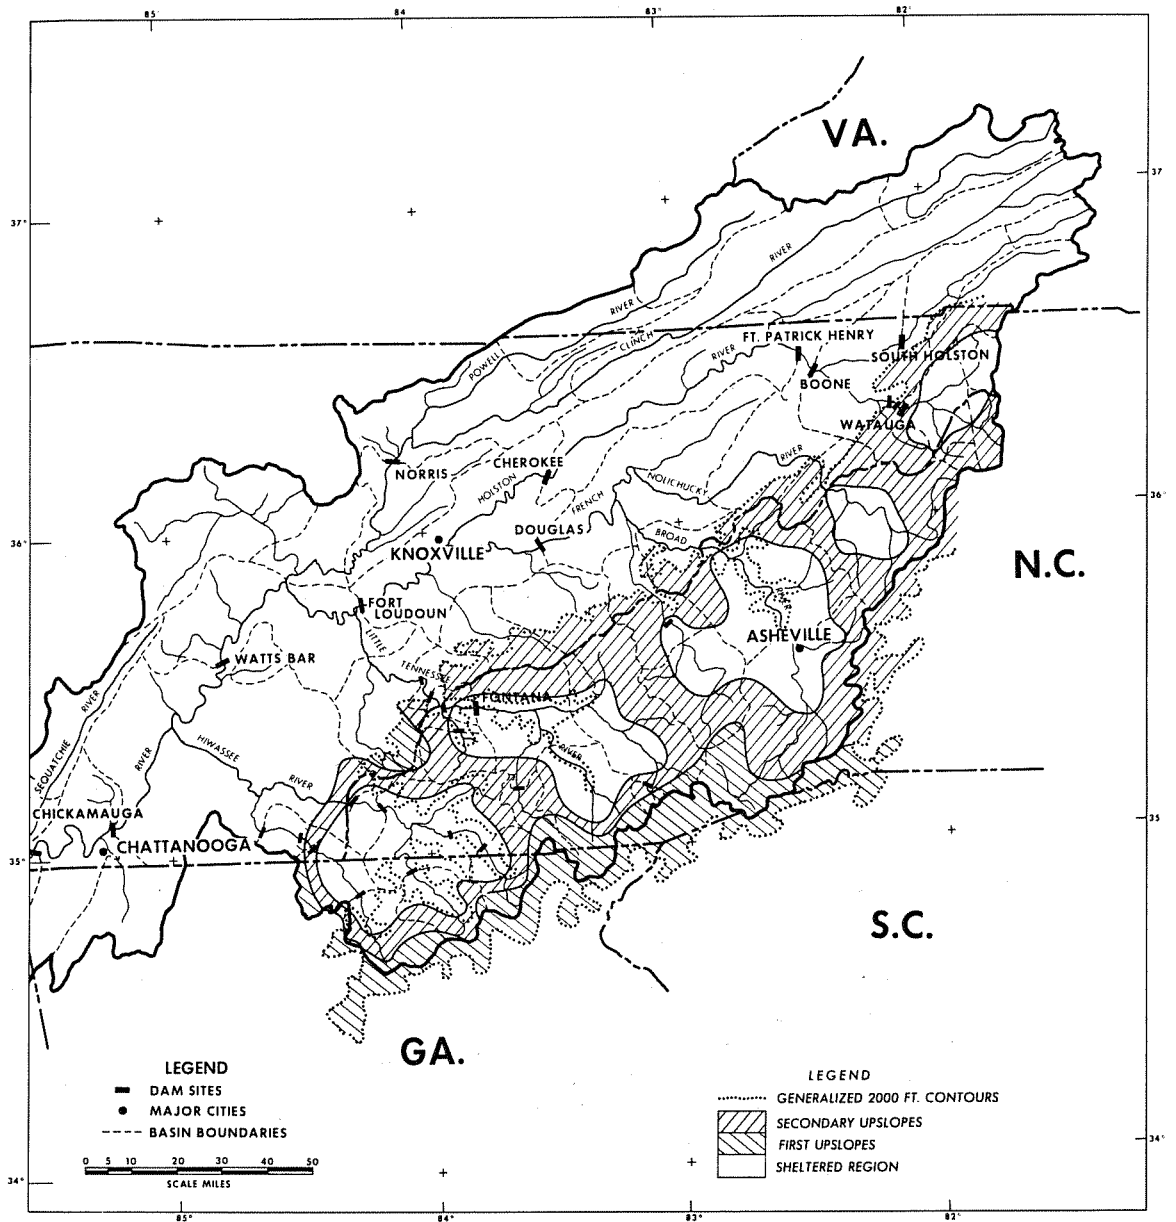 85°
84
83°
82°
VA.
37
37°
RIVER
RIVER
FT. PATRICK HENRY
CLINCH
RIVER
SOUTH HOLSTON
POWELL
BOONE
WATAUGA
NORRIS
CHEROKEE
RIVER
HOLSTON
NOLICHUCKY
36°
FRENCH
DOUGLAS
BROAD
36°
KNOXVILLE
N.C.
FORT
LOUDOUN
RIVER
ASHEVILLE
LITTLE
WATTS BAR
TENNESSEE
FONTANA
RIVER
HIWASSEE
RIVER
RIVER
SEQUATCHIE
RIVER
CHICKAMAUGA
35°
CHATTANOOGA
35°
S.C.
GA.
LEGEND
DAM SITES
MAJOR CITIES
BASIN BOUNDARIES
0 5 10 20 30 40 50
SCALE MILES
LEGEND
GENERALIZED 2000 FT. CONTOURS
SECONDARY UPSLOPES
FIRST UPSLOPES
SHELTERED REGION
34°
34°
85°
84°
83°
82°